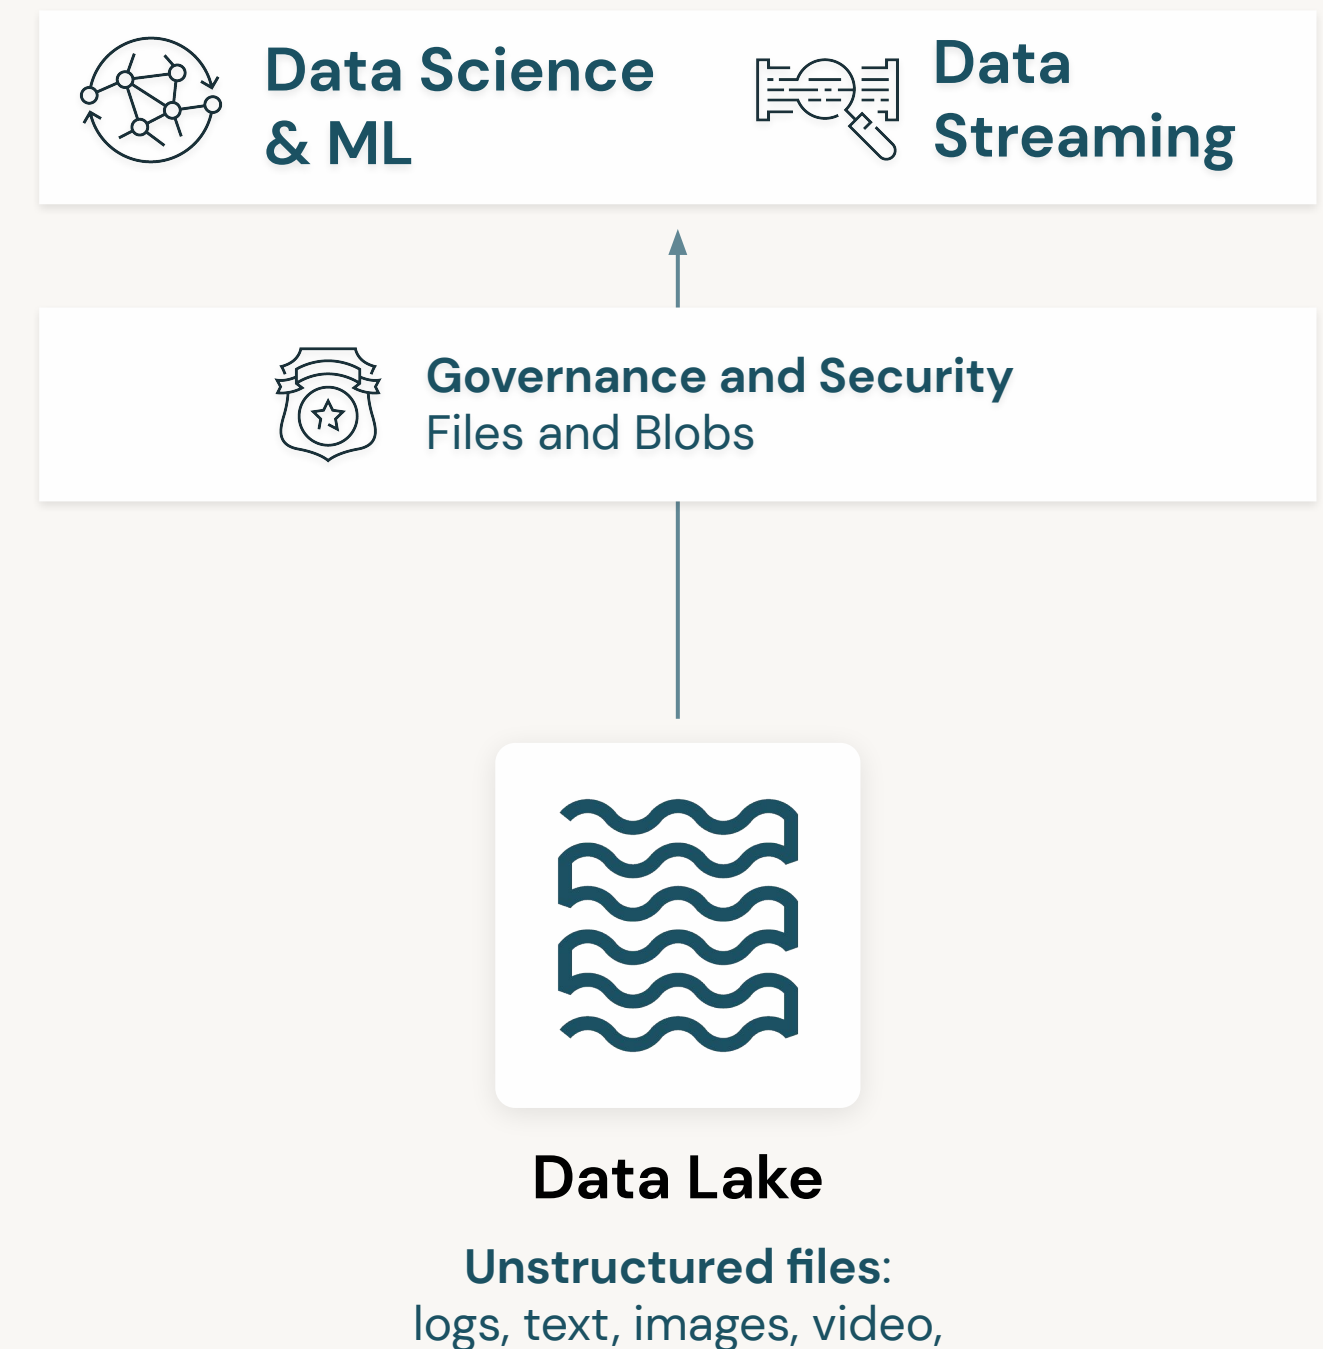 Data Science
& ML
Data
Streaming
Governance and Security
Files and Blobs
Data Lake
Unstructured files:
logs, text, images, video,